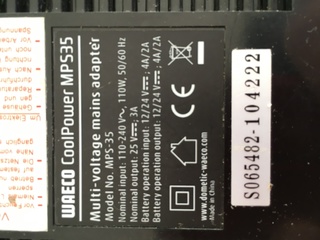 WAECO CoolPower MPS35
Multi-voltage mains adapter
Model No. MPS-35
Nominal input: 110-240 V~, 110W, 50/60 Hz
Nominal output: 25 V⎓; 3A
Battery operation input: 12/24 V⎓; 4A/2A
Battery operation output: 12/24 V⎓; 4A/2A
CE
www.dometic-waeco.com
Made in China
S065482-104222